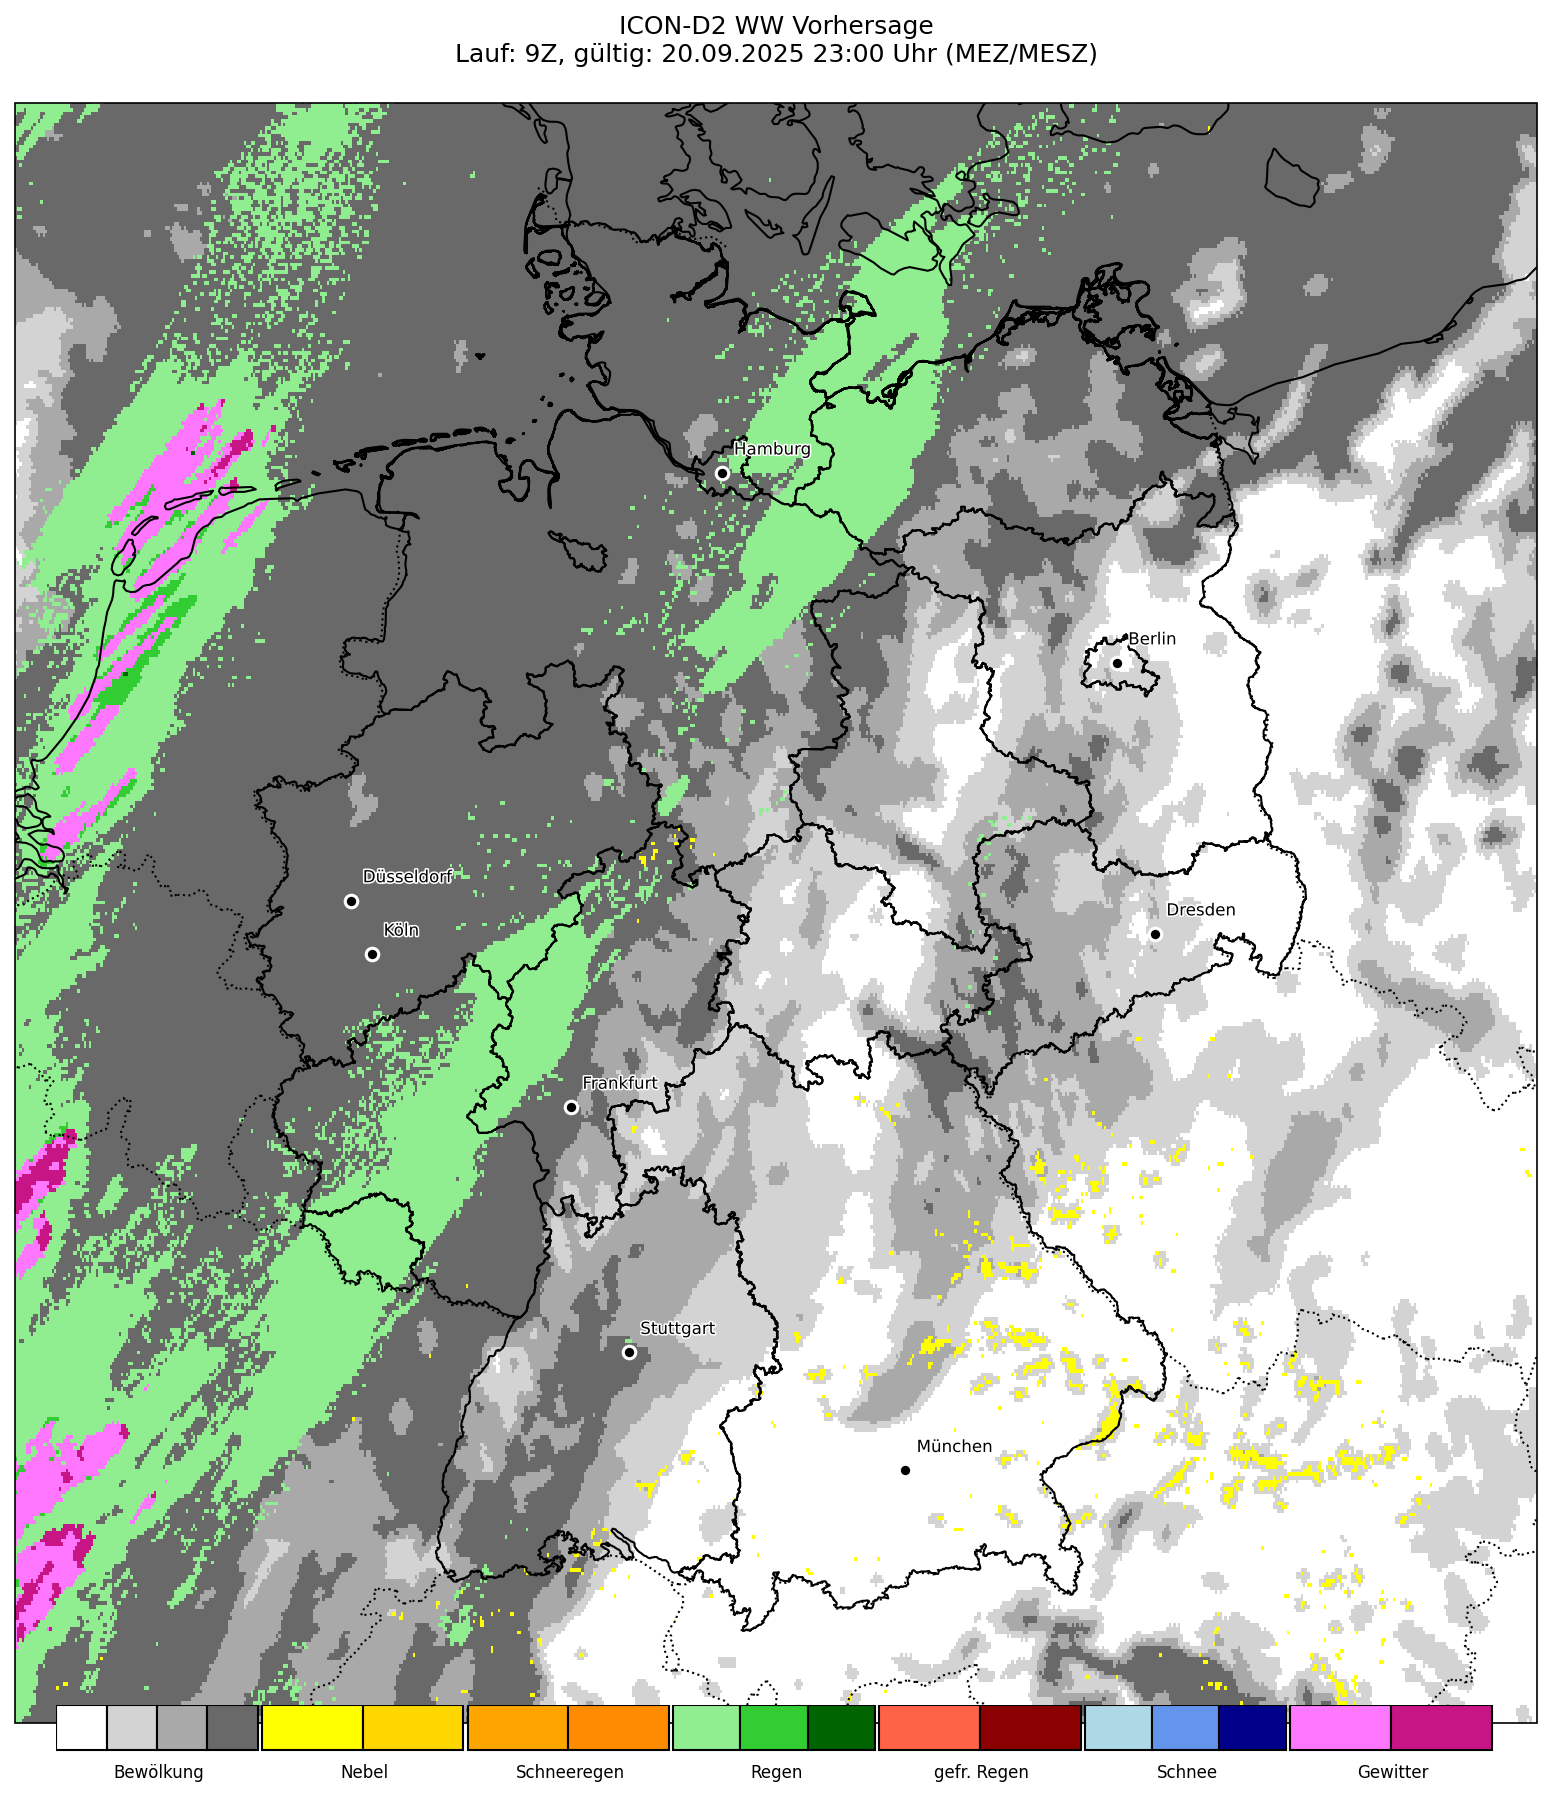 ICON-D2 WW Vorhersage
Lauf: 9Z, gültig: 20.09.2025 23:00 Uhr (MEZ/MESZ)
Hamburg
Berlin
Düsseldorf
Dresden
Köln
Frankfurt
Stuttgart
München
Bewölkung
Nebel
Schneeregen
Regen
gefr. Regen
Schnee
Gewitter